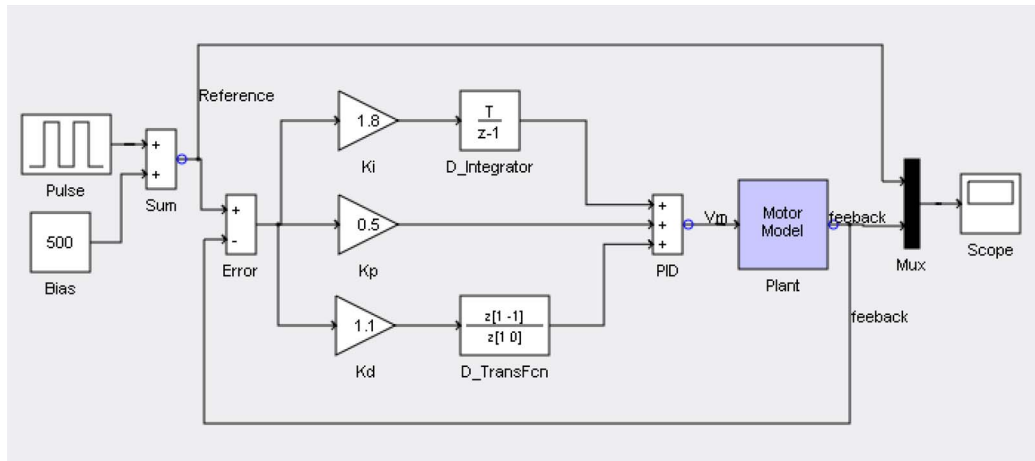 Reference
Pulse
+
+
Sum
500
Bias
+
-
Error
1.8
Ki
T
z-1
D_Integrator
0.5
Kp
1.1
Kd
z[1 -1]
z[1 0]
D_TransFcn
+
+
+
PID
Vm
Motor
Model
Plant
feeback
feeback
Mux
Scope